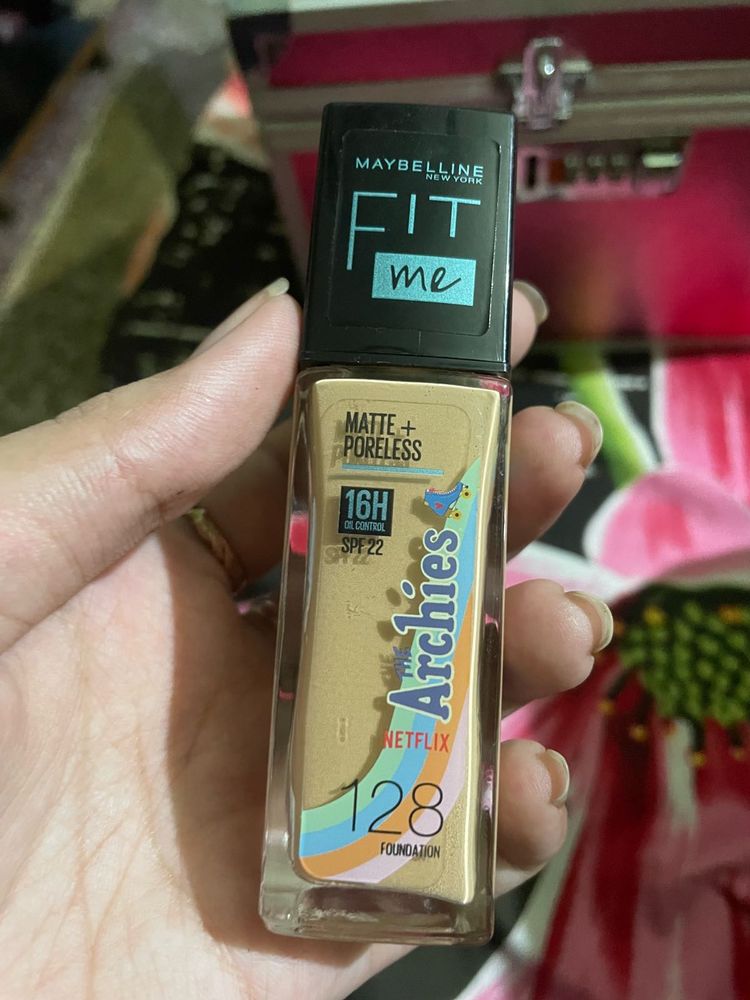 MAYBELLINE
NEW YORK
FIT
me
MATTE +
PORELESS
16H
OIL CONTROL
SPF 22
THE
Archies
NETFLIX
128
FOUNDATION